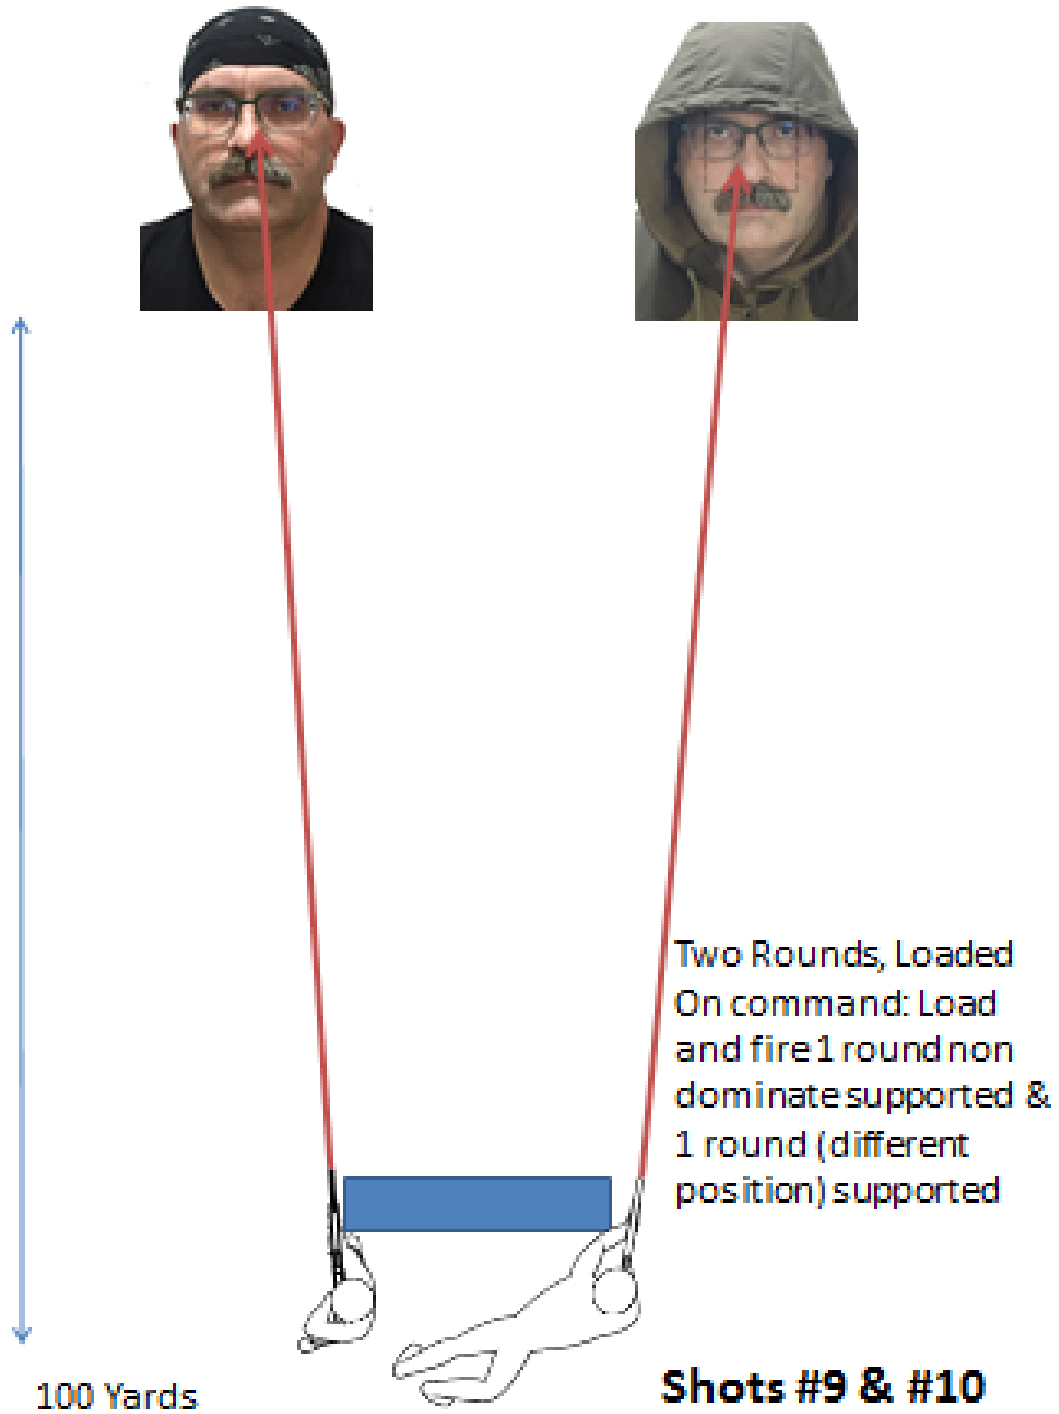 Two Rounds, Loaded
On command: Load
and fire 1 round non
dominate supported &
1 round (different
position) supported
100 Yards
Shots #9 & #10